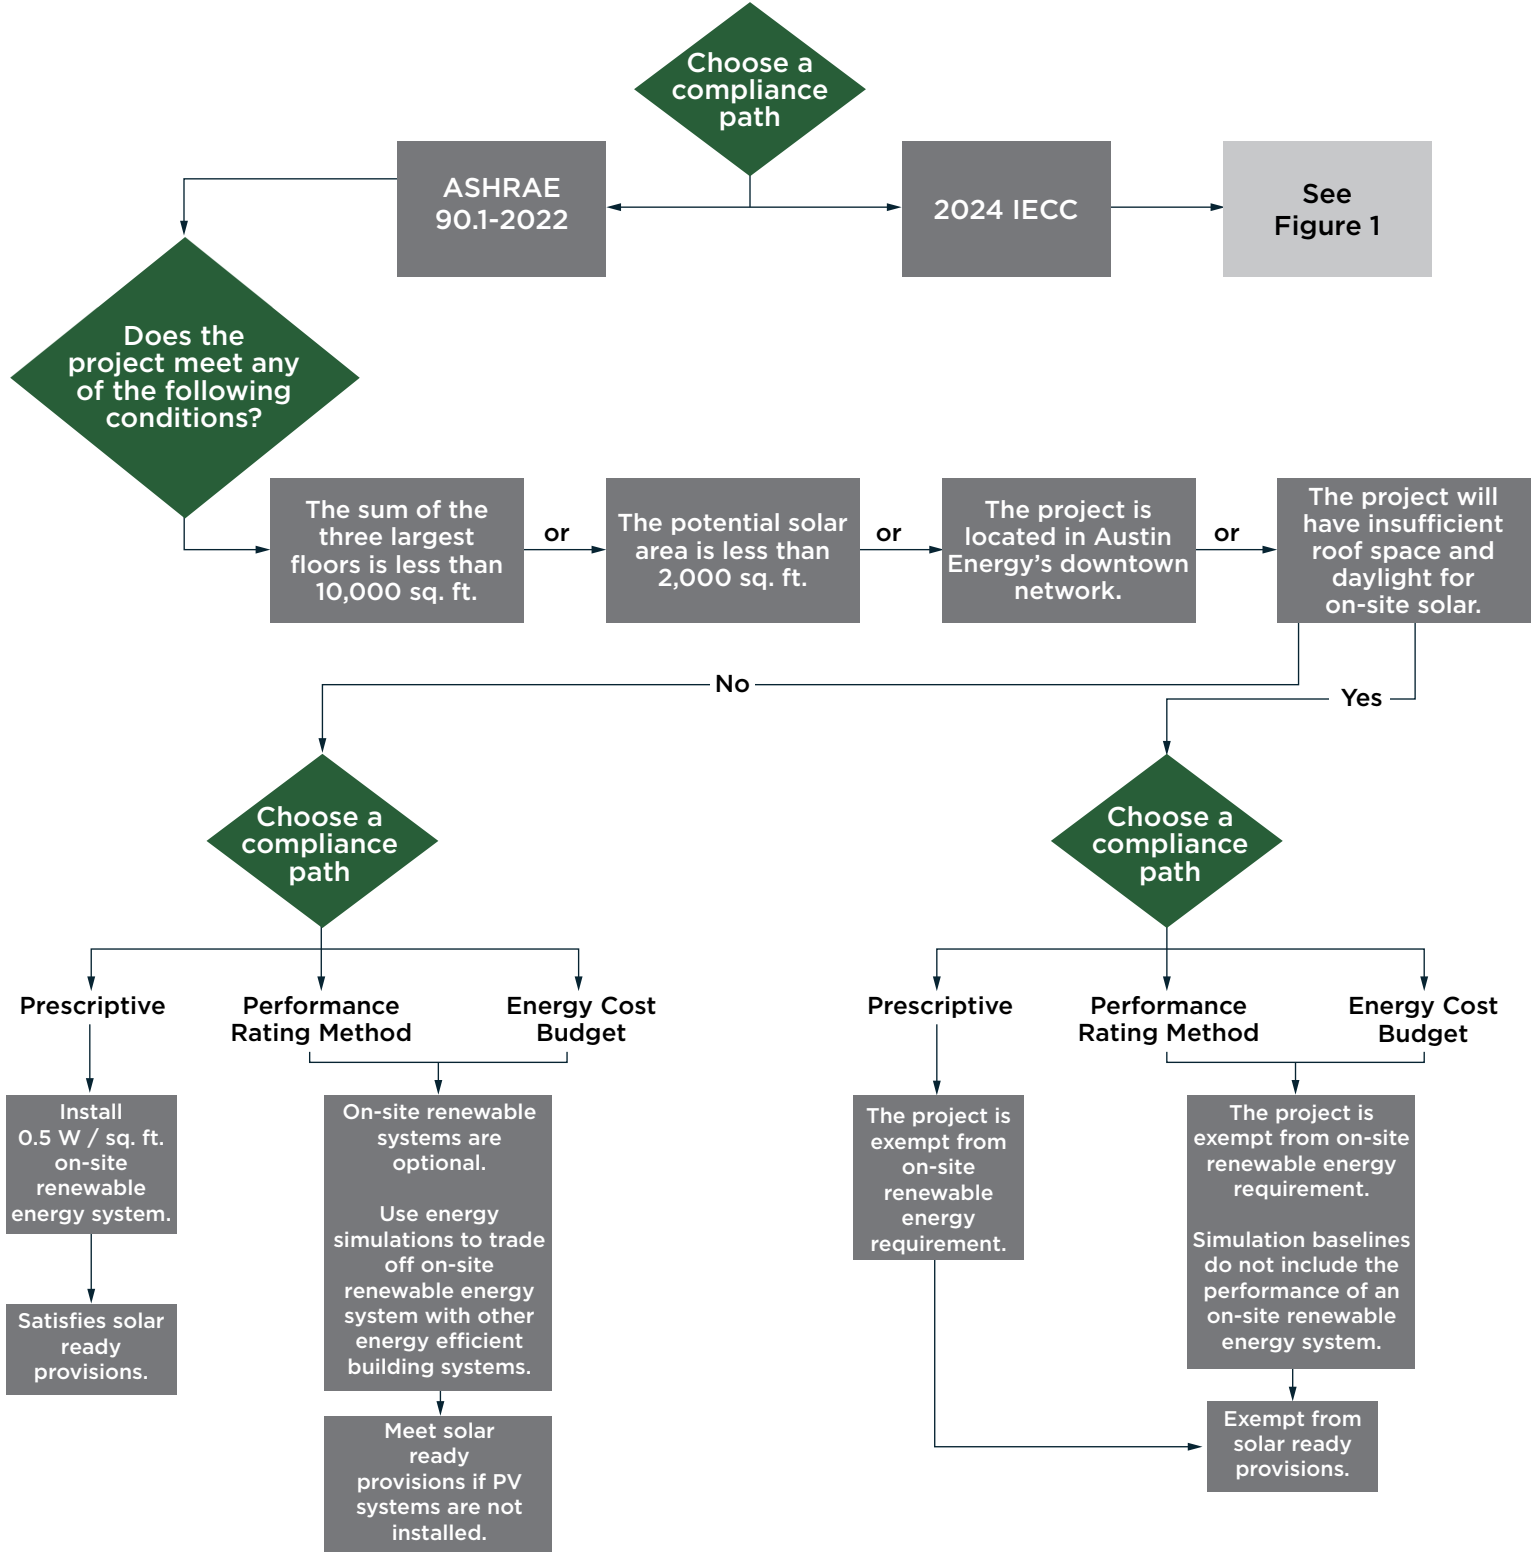 Choose a
compliance
path
ASHRAE
90.1-2022
2024 IECC
See
Figure 1
Does the
project meet any
of the following
conditions?
The sum of the
three largest
floors is less than
10,000 sq. ft.
or
The potential solar
area is less than
2,000 sq. ft.
or
The project is
located in Austin
Energy’s downtown
network.
or
The project will
have insufficient
roof space and
daylight for
on-site solar.
No
Yes
Choose a
compliance
path
Prescriptive
Performance
Rating Method
Energy Cost
Budget
Install
0.5 W / sq. ft.
on-site
renewable
energy system.
Satisfies solar
ready
provisions.
On-site renewable
systems are
optional.
Use energy
simulations to trade
off on-site
renewable energy
system with other
energy efficient
building systems.
Meet solar
ready
provisions if PV
systems are not
installed.
Choose a
compliance
path
Prescriptive
Performance
Rating Method
Energy Cost
Budget
The project is
exempt from
on-site
renewable
energy
requirement.
The project is
exempt from on-site
renewable energy
requirement.
Simulation baselines
do not include the
performance of an
on-site renewable
energy system.
Exempt from
solar ready
provisions.